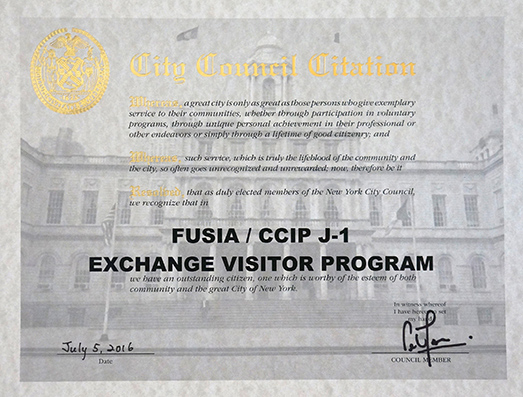 City Council Citation
Whereas, a great city is only as great as those persons who give exemplary
service to their communities, whether through participation in voluntary
programs, through unique personal achievement in their professional or
other endeavors or simply through a lifetime of good citizenry; and
Whereas, such service, which is truly the lifeblood of the community and
the city, so often goes unrecognized and unrewarded; now, therefore be it
Resolved, that as duly elected members of the New York City Council,
we recognize that in
FUSIA / CCIP J-1
EXCHANGE VISITOR PROGRAM
we have an outstanding citizen, one which is worthy of the esteem of both
community and the great City of New York.
In witness whereof
I have hereunto set
my hand
July 5, 2016
Date
COUNCIL MEMBER